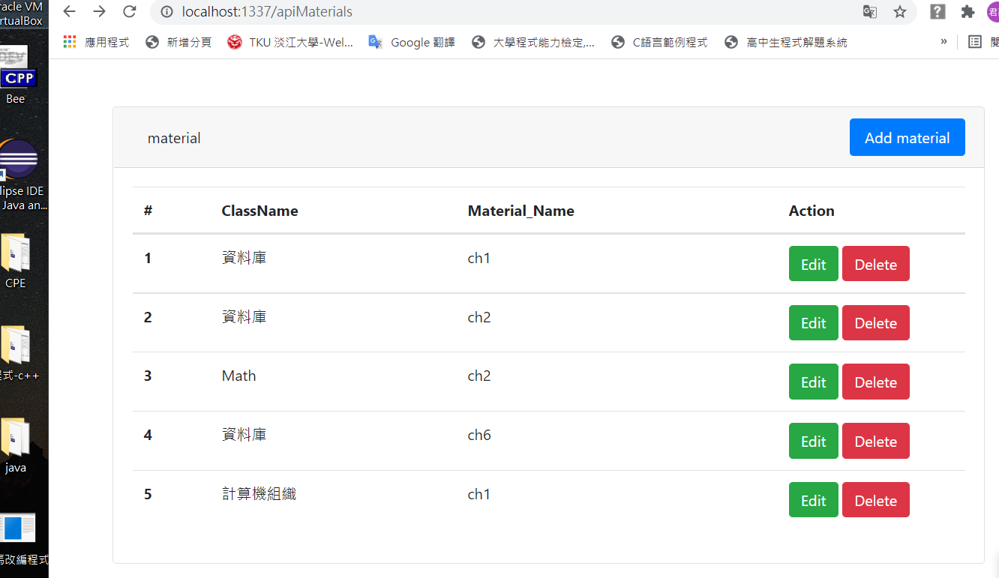 acle VM
rtualBox
localhost:1337/apiMaterials
君
應用程式 新增分頁 TKU 淡江大學-Wel... Google 翻譯 大學程式能力檢定,... C語言範例程式 高中生程式解題系統 »
CPP
Bee
material Add material
lipse IDE
Java an...
# ClassName Material_Name Action
1 資料庫 ch1 Edit Delete
CPE
2 資料庫 ch2 Edit Delete
3 Math ch2 Edit Delete
式-c++
4 資料庫 ch6 Edit Delete
java
5 計算機組織 ch1 Edit Delete
改編程式